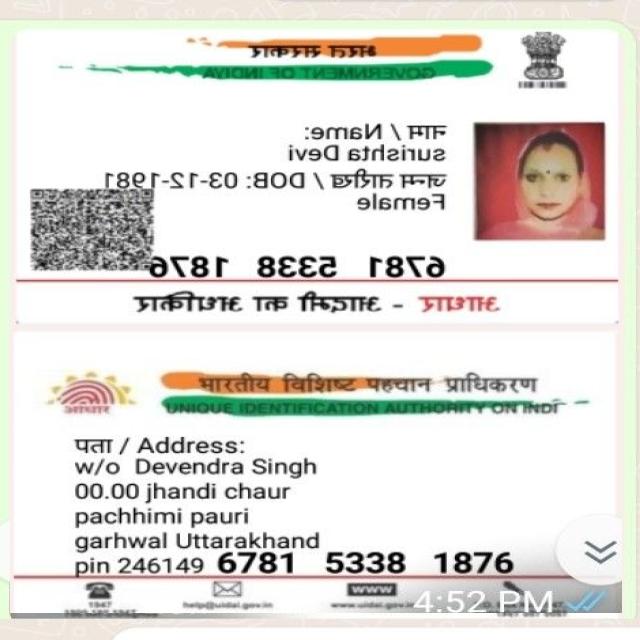 भारत सरकार
GOVERNMENT OF INDIYA
नाम / Name:
surishta Devi
जन्म तारीख / DOB: 03-12-1981
Female
6781 5338 1876
आधार - आदमी का अधिकार
भारतीय विशिष्ट पहचान प्राधिकरण
आधार
UNIQUE IDENTIFICATION AUTHORITY ON INDI
पता / Address:
w/o Devendra Singh
00.00 jhandi chaur
pachhimi pauri
garhwal Uttarakhand
pin 246149 6781 5338 1876
1947
help@uidai.gov.in
www
www.uidai.gov.in
4:52 PM